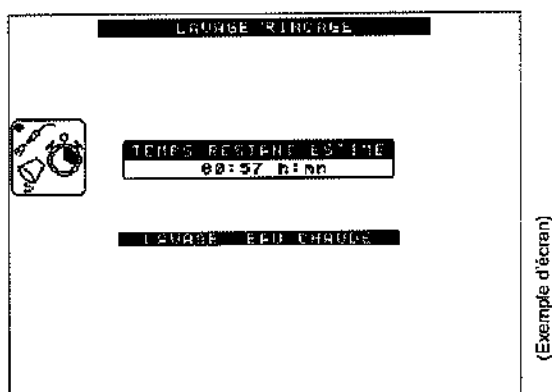 LAVAGE RINCAGE
TEMPS RESTANT ESTIME
00:57 h:mn
LAVAGE EAU CHAUDE
(Exemple d'écran)